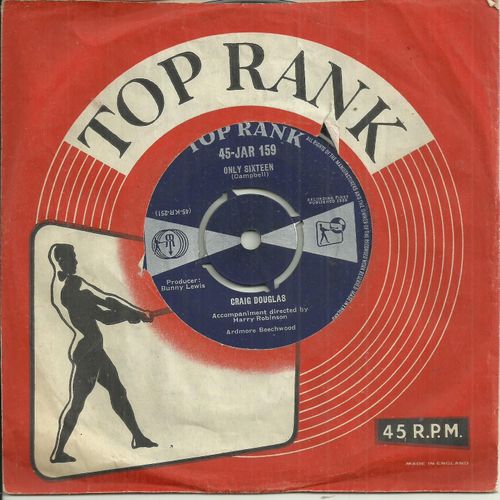 TOP RANK
TOP RANK
45-JAR 159
ONLY SIXTEEN
(Campbell)
(45-K-R-251)
Producer:
Bunny Lewis
CRAIG DOUGLAS
Accompaniment directed by
Harry Robinson
Ardmore Beechwood
45 R.P.M.
MADE IN ENGLAND